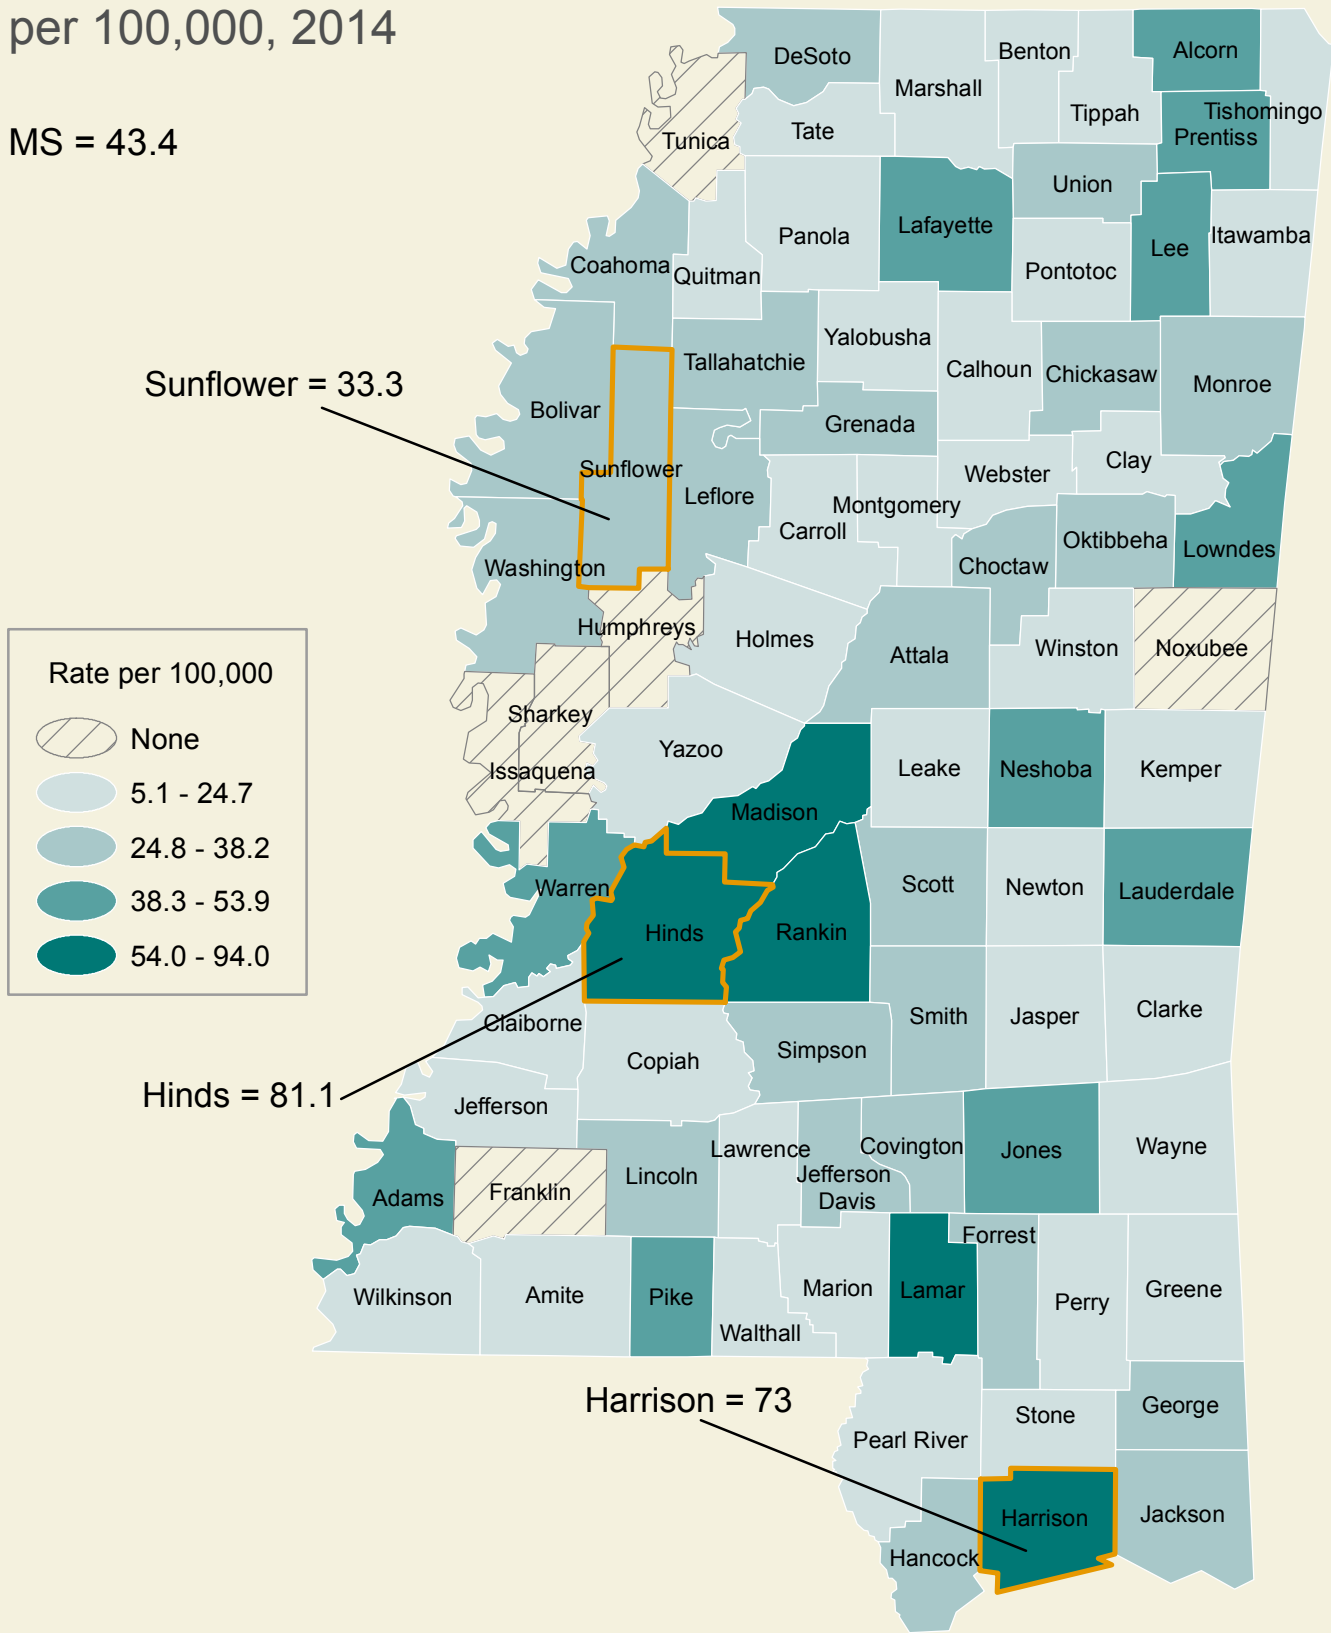 per 100,000, 2014
MS = 43.4
DeSoto
Benton
Alcorn
Marshall
Tippah
Tishomingo
Tate
Tunica
Prentiss
Union
Lafayette
Panola
Lee
Itawamba
Coahoma
Quitman
Pontotoc
Yalobusha
Tallahatchie
Calhoun
Chickasaw
Monroe
Sunflower = 33.3
Bolivar
Grenada
Sunflower
Leflore
Webster
Clay
Montgomery
Carroll
Oktibbeha
Lowndes
Choctaw
Washington
Humphreys
Holmes
Attala
Winston
Noxubee
Rate per 100,000
None
5.1 - 24.7
24.8 - 38.2
38.3 - 53.9
54.0 - 94.0
Sharkey
Issaquena
Yazoo
Leake
Neshoba
Kemper
Madison
Warren
Scott
Newton
Lauderdale
Hinds
Rankin
Claiborne
Smith
Jasper
Clarke
Copiah
Simpson
Hinds = 81.1
Jefferson
Lawrence
Covington
Jones
Wayne
Jefferson
Davis
Lincoln
Franklin
Adams
Forrest
Wilkinson
Amite
Pike
Marion
Lamar
Perry
Greene
Walthall
Harrison = 73
Stone
George
Pearl River
Harrison
Jackson
Hancock